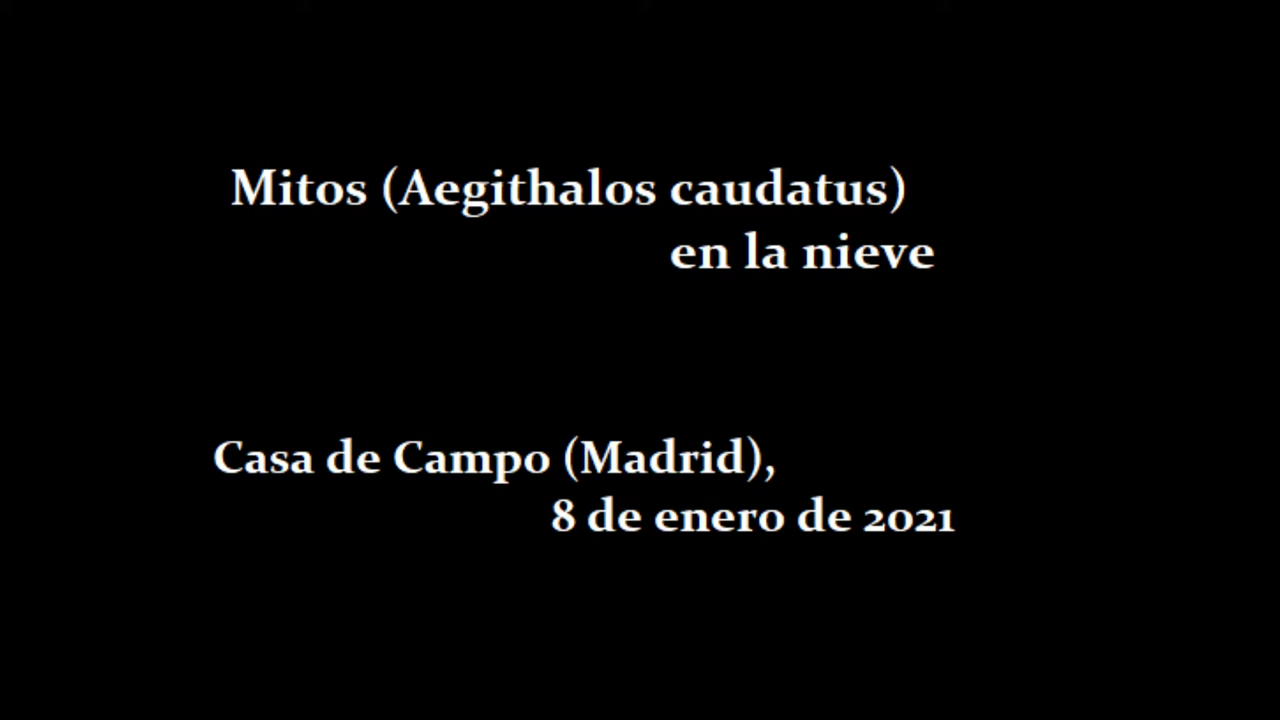 Mitos (Aegithalos caudatus)
en la nieve
Casa de Campo (Madrid),
8 de enero de 2021